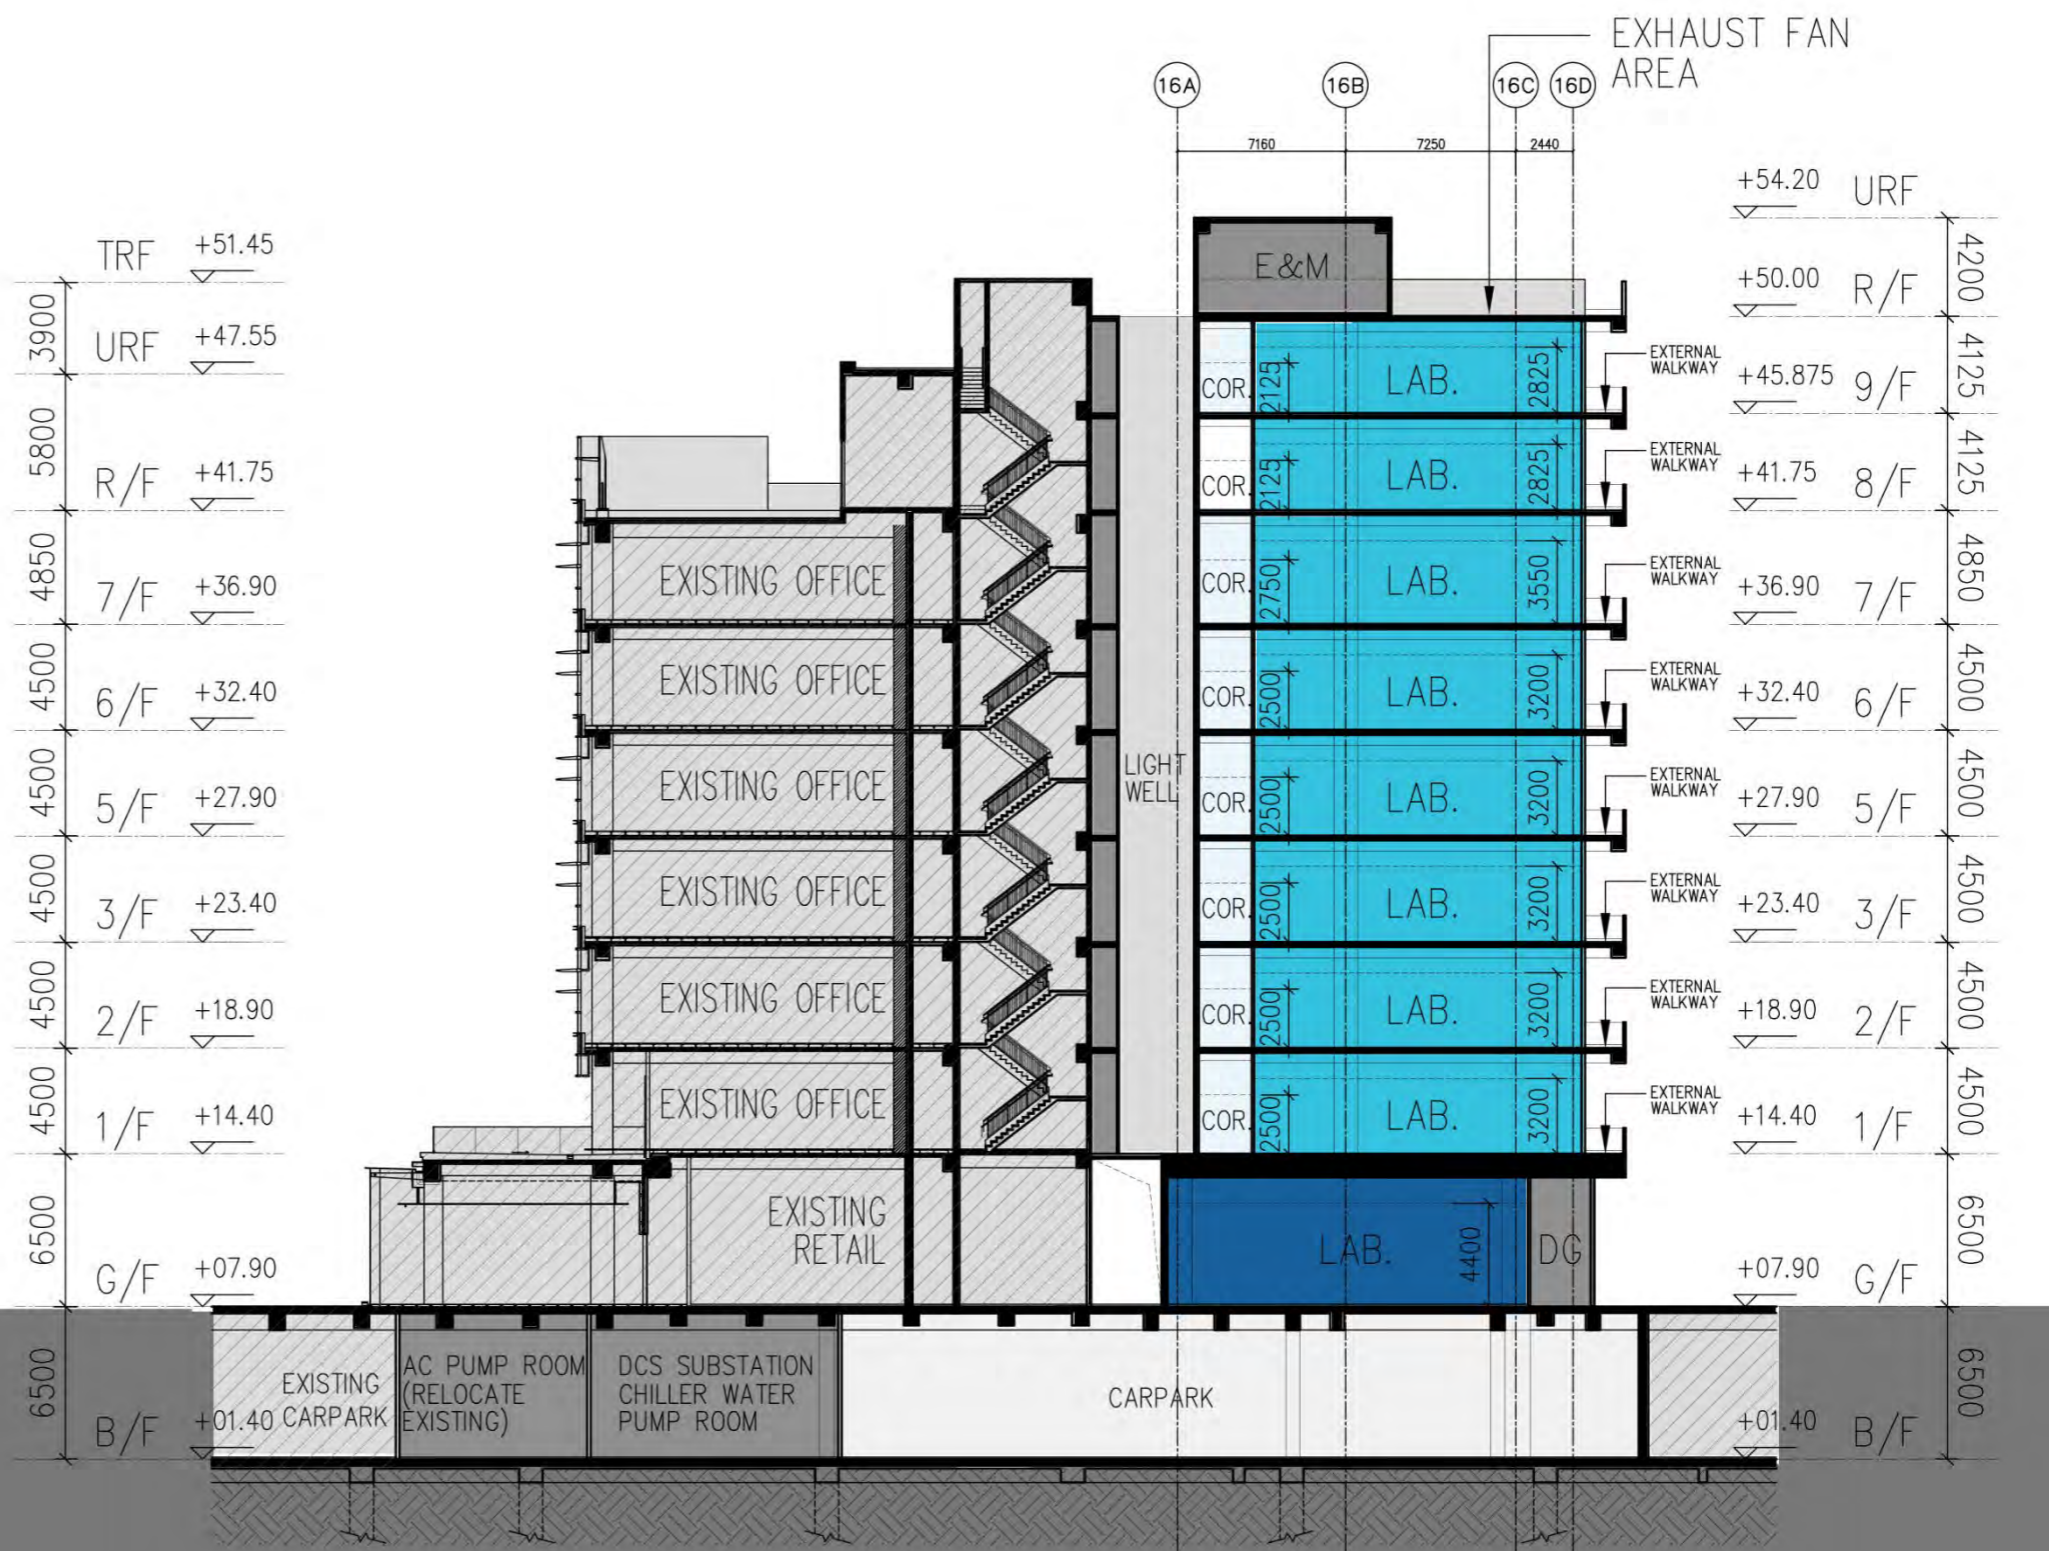 EXHAUST FAN
AREA
16A
16B
16C
16D
7160
7250
2440
TRF +51.45
3900
URF +47.55
5800
R/F +41.75
4850
7/F +36.90
4500
6/F +32.40
4500
5/F +27.90
4500
3/F +23.40
4500
2/F +18.90
4500
1/F +14.40
6500
G/F +07.90
6500
B/F +01.40
EXISTING OFFICE
EXISTING OFFICE
EXISTING OFFICE
EXISTING OFFICE
EXISTING OFFICE
EXISTING OFFICE
EXISTING
RETAIL
EXISTING
CARPARK
AC PUMP ROOM
(RELOCATE
EXISTING)
DCS SUBSTATION
CHILLER WATER
PUMP ROOM
CARPARK
LIGHT
WELL
E&M
COR. 2125 LAB. 2825
COR. 2125 LAB. 2825
COR. 2750 LAB. 3550
COR. 2500 LAB. 3200
COR. 2500 LAB. 3200
COR. 2500 LAB. 3200
COR. 2500 LAB. 3200
COR. 2500 LAB. 3200
LAB. 4400 DG
EXTERNAL
WALKWAY
EXTERNAL
WALKWAY
EXTERNAL
WALKWAY
EXTERNAL
WALKWAY
EXTERNAL
WALKWAY
EXTERNAL
WALKWAY
EXTERNAL
WALKWAY
EXTERNAL
WALKWAY
+54.20 URF
4200
+50.00 R/F
4125
+45.875 9/F
4125
+41.75 8/F
4850
+36.90 7/F
4500
+32.40 6/F
4500
+27.90 5/F
4500
+23.40 3/F
4500
+18.90 2/F
4500
+14.40 1/F
6500
+07.90 G/F
6500
+01.40 B/F